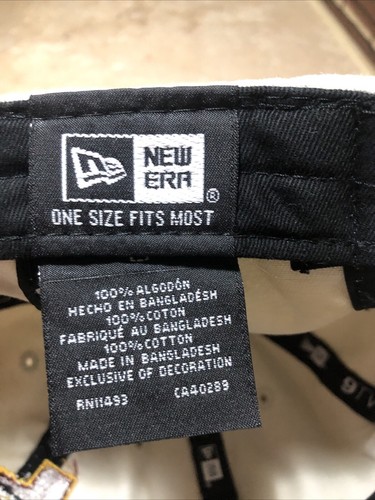 NEW
ERA
®
ONE SIZE FITS MOST
100% ALGODÓN
HECHO EN BANGLADÉSH
100% COTON
FABRIQUÉ AU BANGLADESH
100% COTTON
MADE IN BANGLADESH
EXCLUSIVE OF DECORATION
RN11493 CA40289